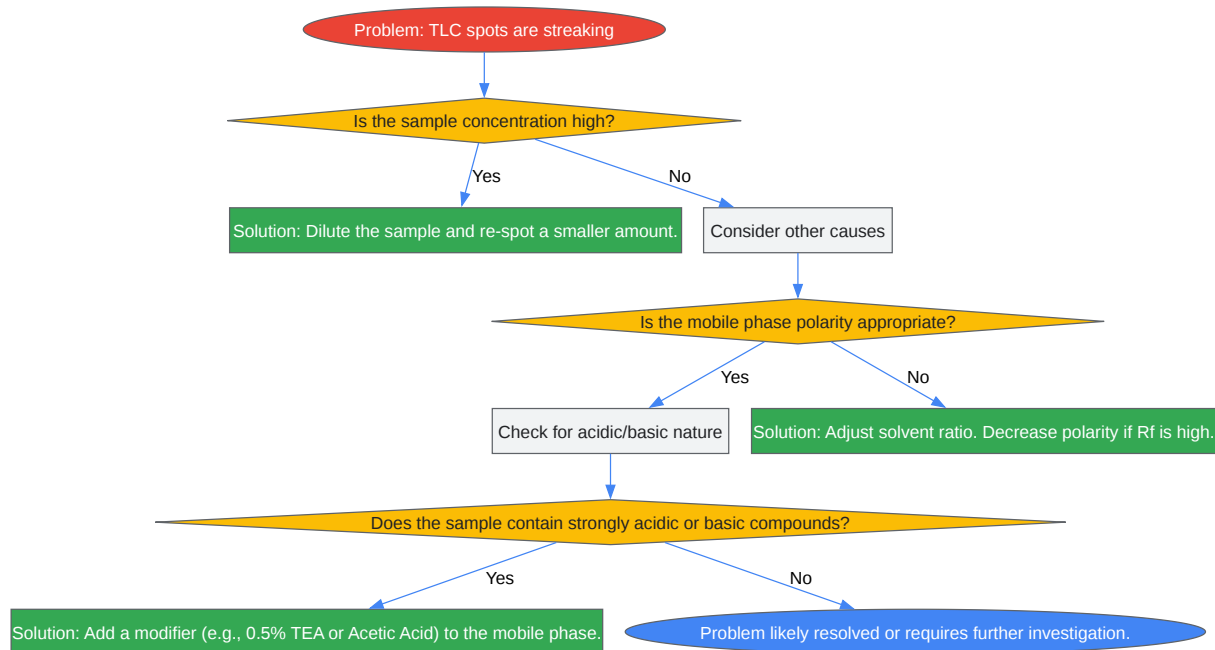 Problem: TLC spots are streaking
Is the sample concentration high?
Yes
No
Solution: Dilute the sample and re-spot a smaller amount.
Consider other causes
Is the mobile phase polarity appropriate?
Yes
No
Check for acidic/basic nature
Solution: Adjust solvent ratio. Decrease polarity if Rf is high.
Does the sample contain strongly acidic or basic compounds?
Yes
No
Solution: Add a modifier (e.g., 0.5% TEA or Acetic Acid) to the mobile phase.
Problem likely resolved or requires further investigation.